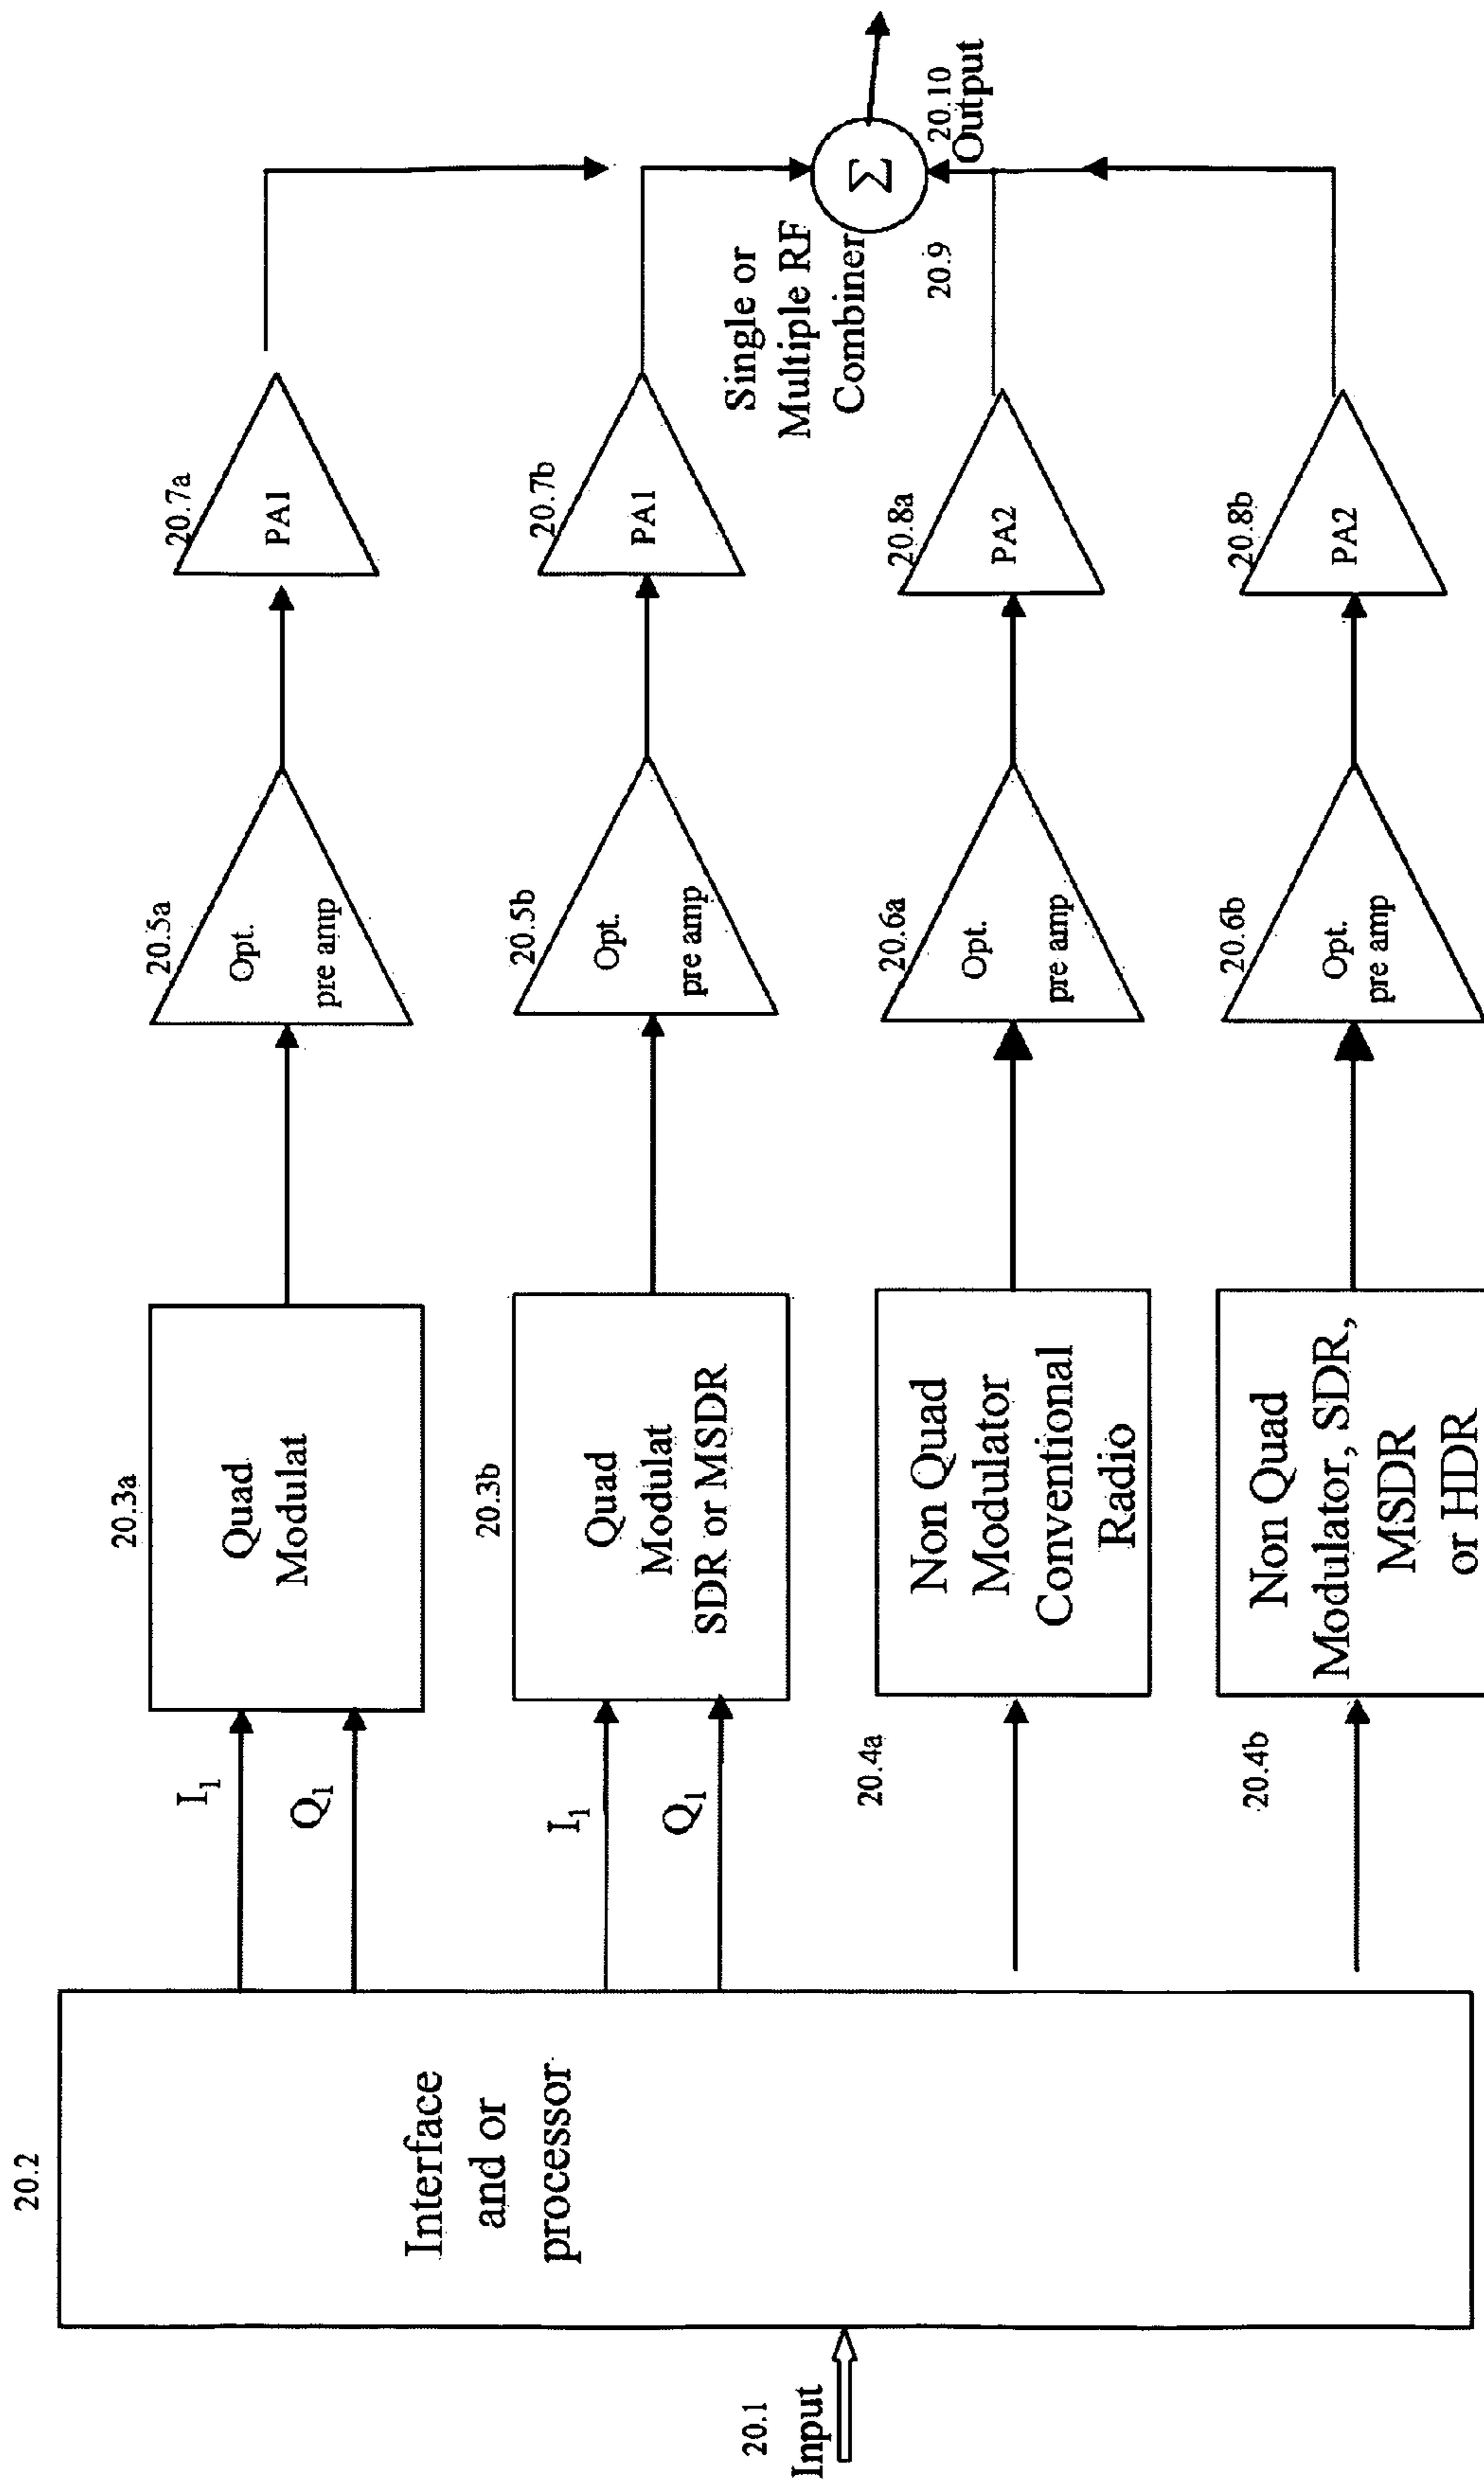 20.1
Input
20.2
Interface
and or
processor
I₁
Q₁
20.3a
Quad
Modulat
20.5a
Opt.
pre amp
20.7a
PA1
I₁
Q₁
20.3b
Quad
Modulat
SDR or MSDR
20.5b
Opt.
pre amp
20.7b
PA1
Single or
Multiple RF
Combiner
Σ
20.9
20.10
Output
20.4a
Non Quad
Modulator
Conventional
Radio
20.6a
Opt.
pre amp
20.8a
PA2
20.4b
Non Quad
Modulator, SDR,
MSDR
or HDR
20.6b
Opt.
pre amp
20.8b
PA2